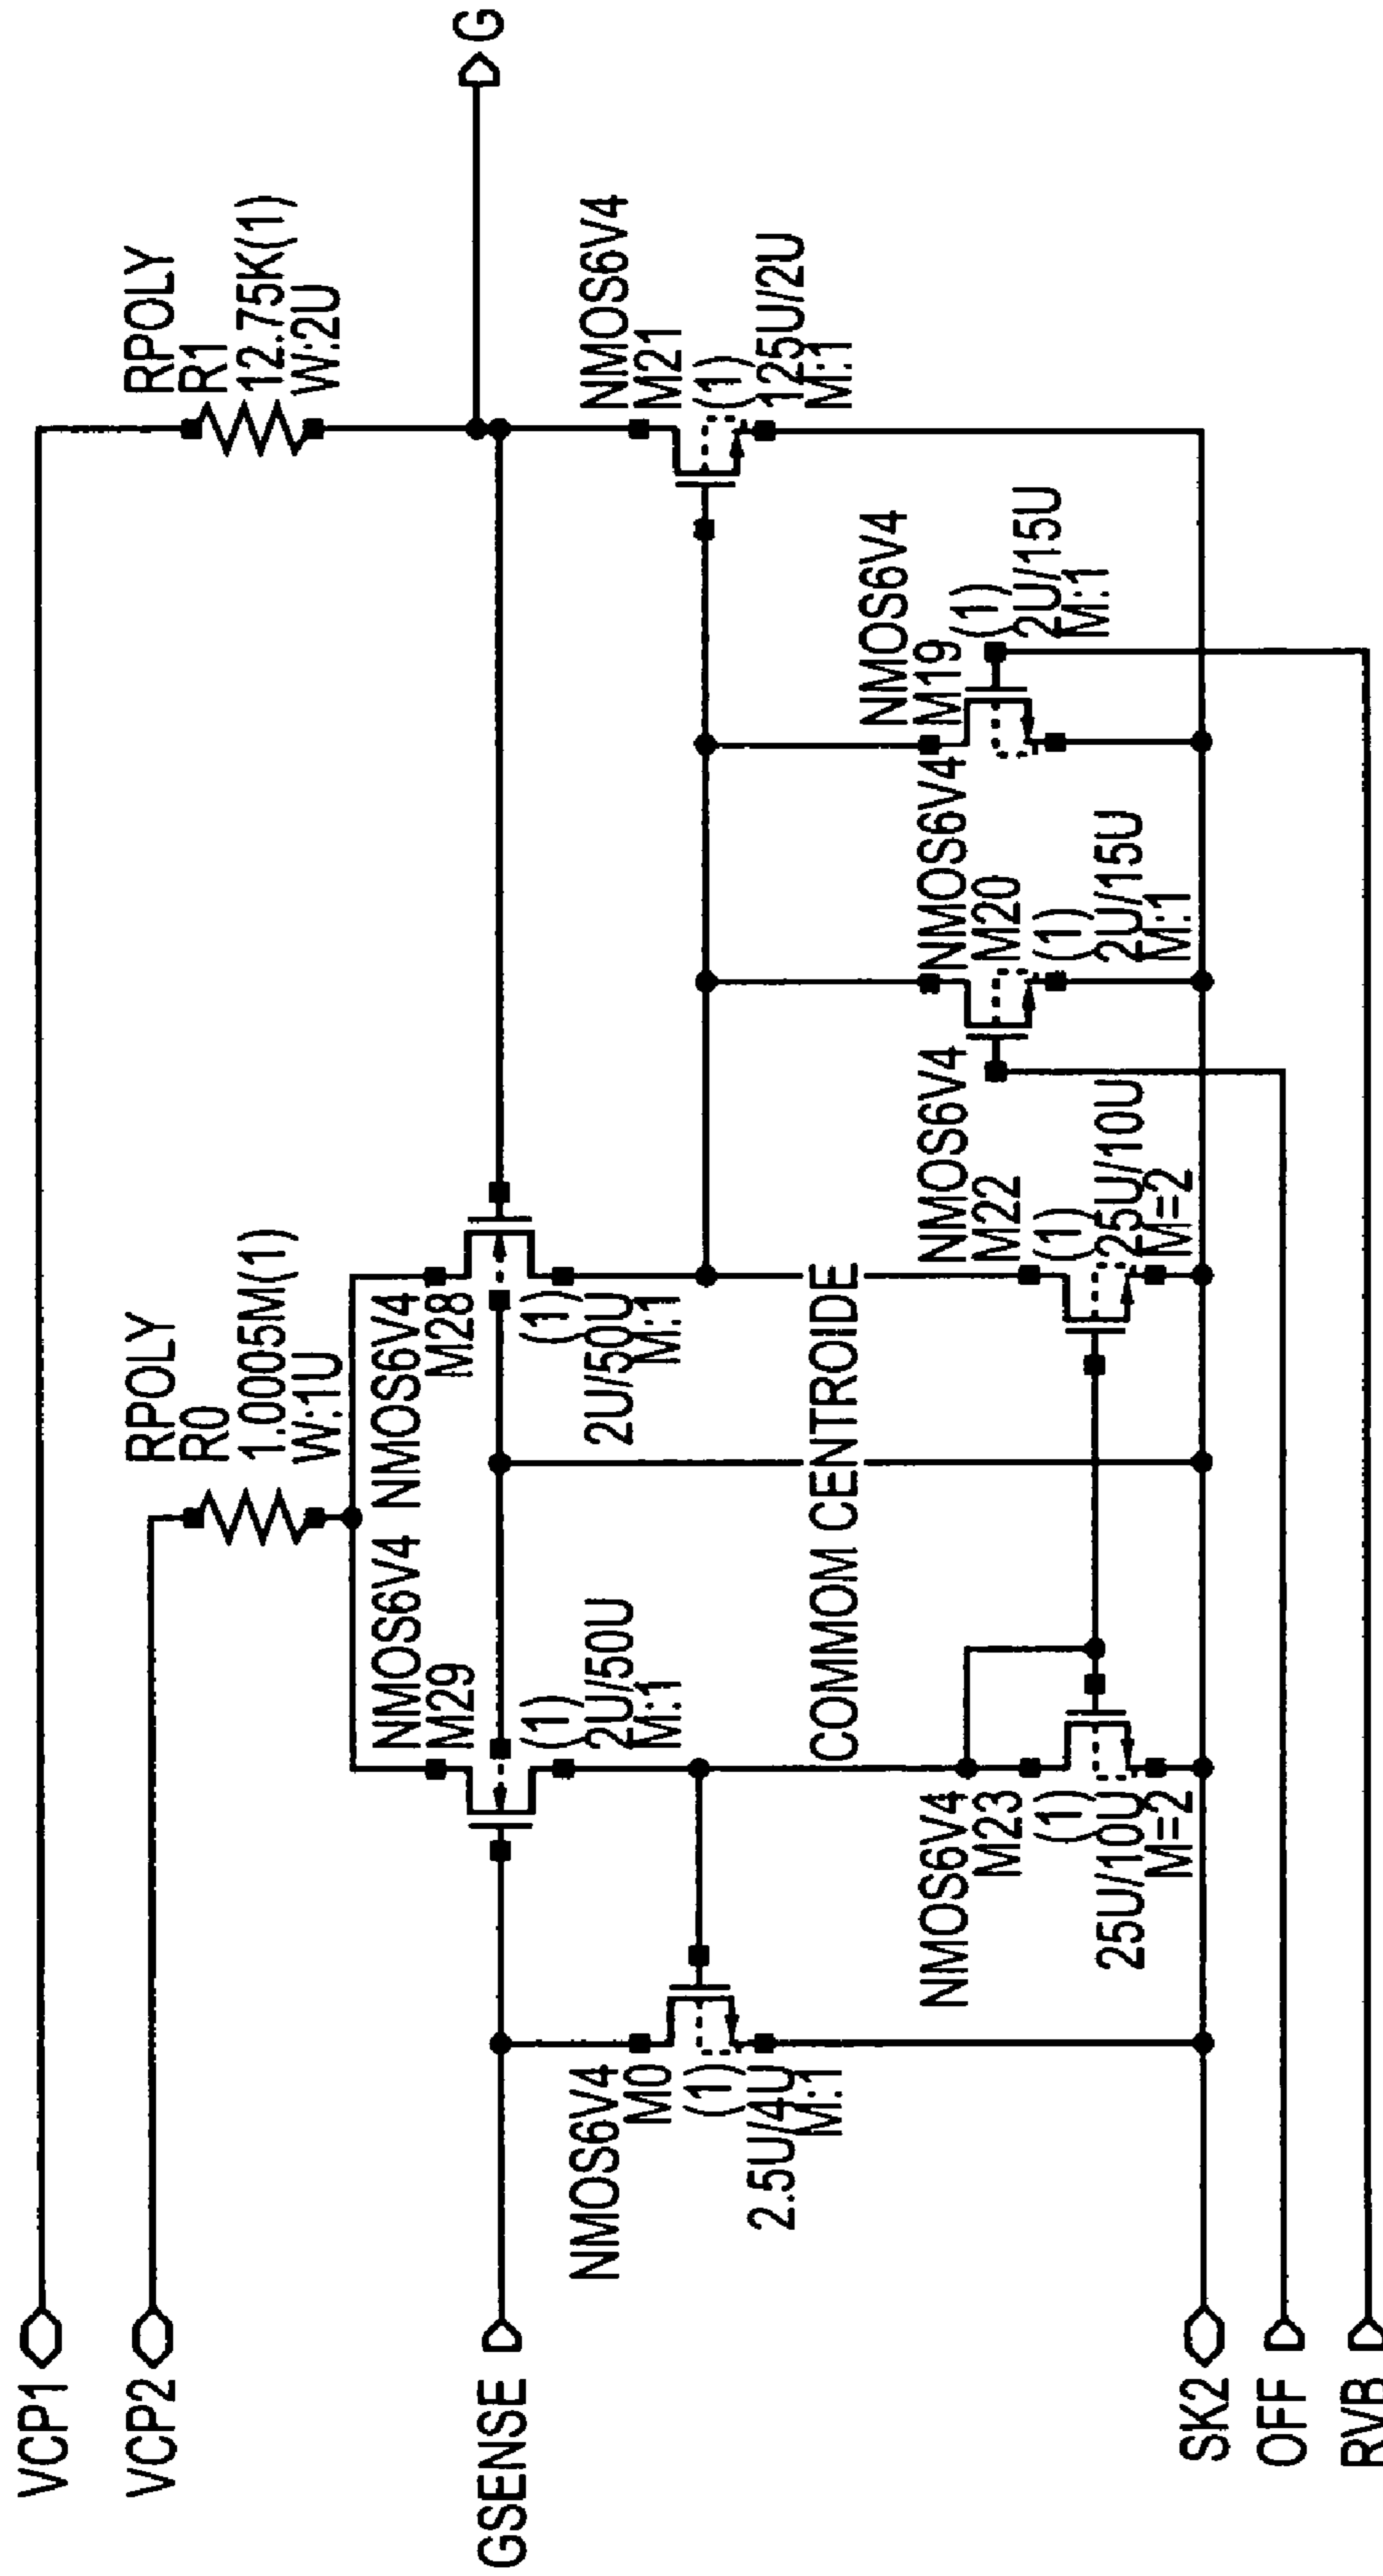 VCP1
VCP2
GSENSE
SK2
OFF
RVB
G
RPOLY
R0
1.0005M(1)
W:1U
RPOLY
R1
12.75K(1)
W:2U
NMOS6V4
M29
(1)
2U/50U
M:1
NMOS6V4
M28
(1)
2U/50U
M:1
NMOS6V4
M0
(1)
2.5U/4U
M:1
NMOS6V4
M21
(1)
125U/2U
M:1
COMMOM CENTROIDE
NMOS6V4
M23
(1)
25U/10U
M=2
NMOS6V4
M22
(1)
25U/10U
M=2
NMOS6V4
M20
(1)
2U/15U
M:1
NMOS6V4
M19
(1)
2U/15U
M:1